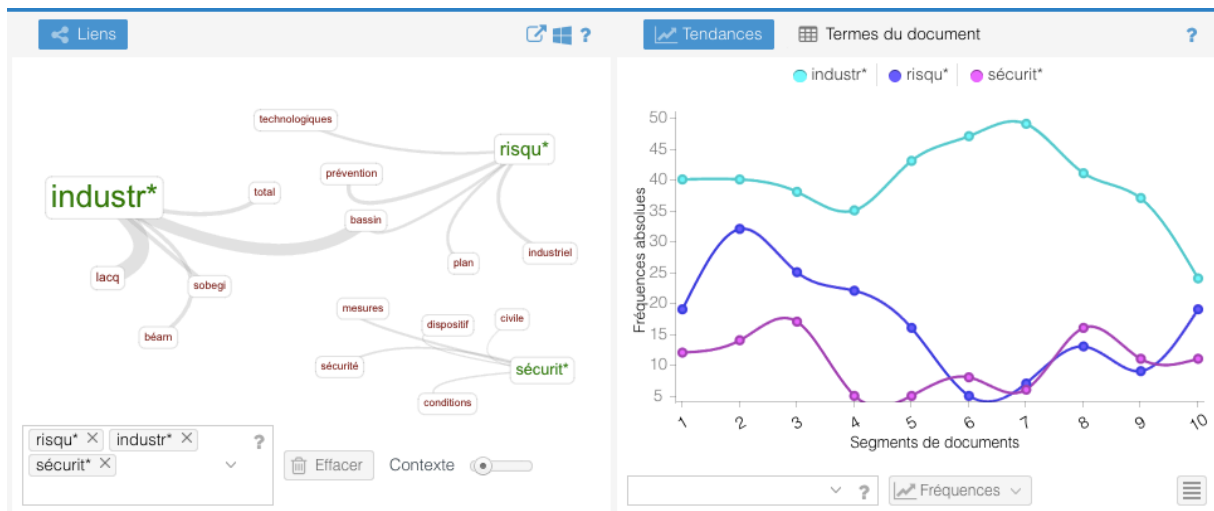 Liens
?
technologiques
risqu*
prévention
industr*
total
bassin
plan
industriel
lacq
sobegi
béarn
mesures
dispositif
civile
sécurité
sécurit*
conditions
risqu* × industr* ×
sécurit* ×
?
Effacer
Contexte
Tendances
Termes du document
?
industr* risqu* sécurit*
Fréquences absolues
50
45
40
35
30
25
20
15
10
5
1 2 3 4 5 6 7 8 9 10
Segments de documents
?
Fréquences